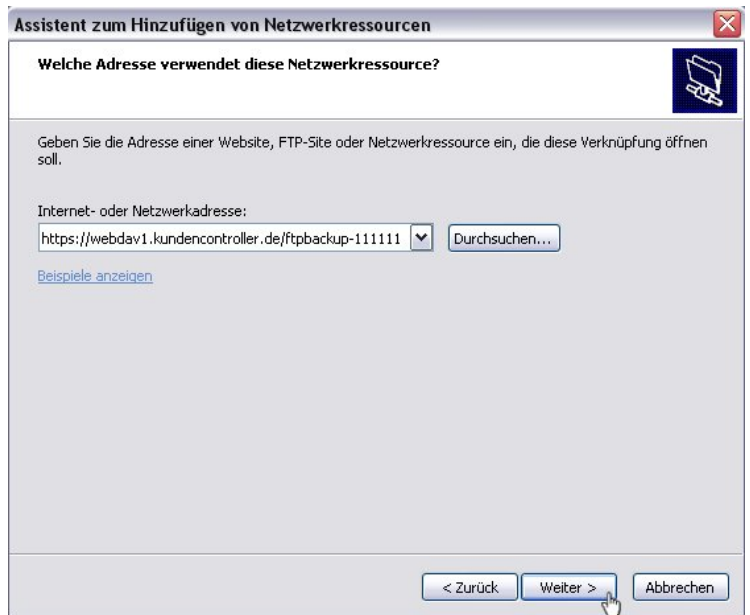 Assistent zum Hinzufügen von Netzwerkressourcen
Welche Adresse verwendet diese Netzwerkressource?
Geben Sie die Adresse einer Website, FTP-Site oder Netzwerkressource ein, die diese Verknüpfung öffnen
soll.
Internet- oder Netzwerkadresse:
https://webdav1.kundencontroller.de/ftpbackup-111111 Durchsuchen...
Beispiele anzeigen
< Zurück Weiter > Abbrechen